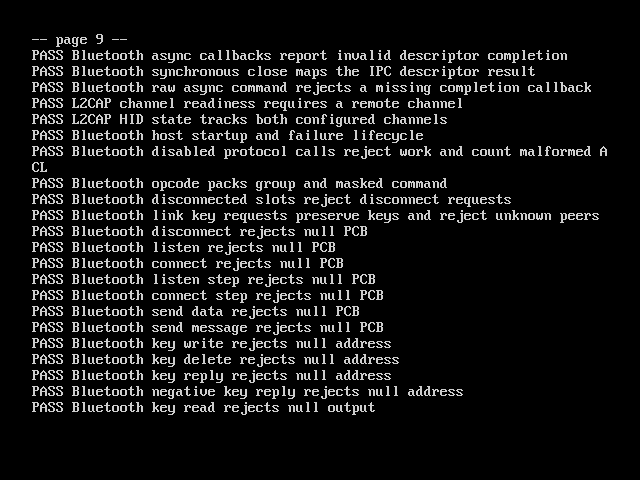 -- page 9 --
PASS Bluetooth async callbacks report invalid descriptor completion
PASS Bluetooth synchronous close maps the IPC descriptor result
PASS Bluetooth raw async command rejects a missing completion callback
PASS L2CAP channel readiness requires a remote channel
PASS L2CAP HID state tracks both configured channels
PASS Bluetooth host startup and failure lifecycle
PASS Bluetooth disabled protocol calls reject work and count malformed A
CL
PASS Bluetooth opcode packs group and masked command
PASS Bluetooth disconnected slots reject disconnect requests
PASS Bluetooth link key requests preserve keys and reject unknown peers
PASS Bluetooth disconnect rejects null PCB
PASS Bluetooth listen rejects null PCB
PASS Bluetooth connect rejects null PCB
PASS Bluetooth listen step rejects null PCB
PASS Bluetooth connect step rejects null PCB
PASS Bluetooth send data rejects null PCB
PASS Bluetooth send message rejects null PCB
PASS Bluetooth key write rejects null address
PASS Bluetooth key delete rejects null address
PASS Bluetooth key reply rejects null address
PASS Bluetooth negative key reply rejects null address
PASS Bluetooth key read rejects null output